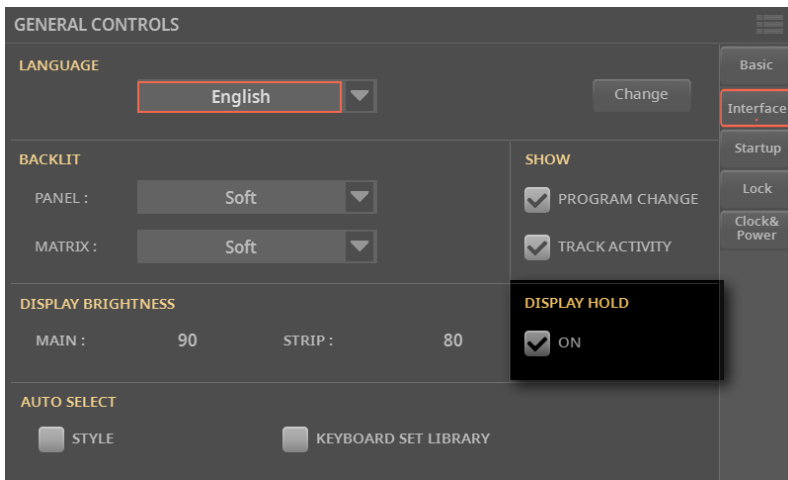 GENERAL CONTROLS
LANGUAGE
English
Change
BACKLIT
PANEL :
Soft
MATRIX :
Soft
SHOW
PROGRAM CHANGE
TRACK ACTIVITY
DISPLAY BRIGHTNESS
MAIN : 90 STRIP : 80
DISPLAY HOLD
ON
AUTO SELECT
STYLE
KEYBOARD SET LIBRARY
Basic
Interface
Startup
Lock
Clock&
Power